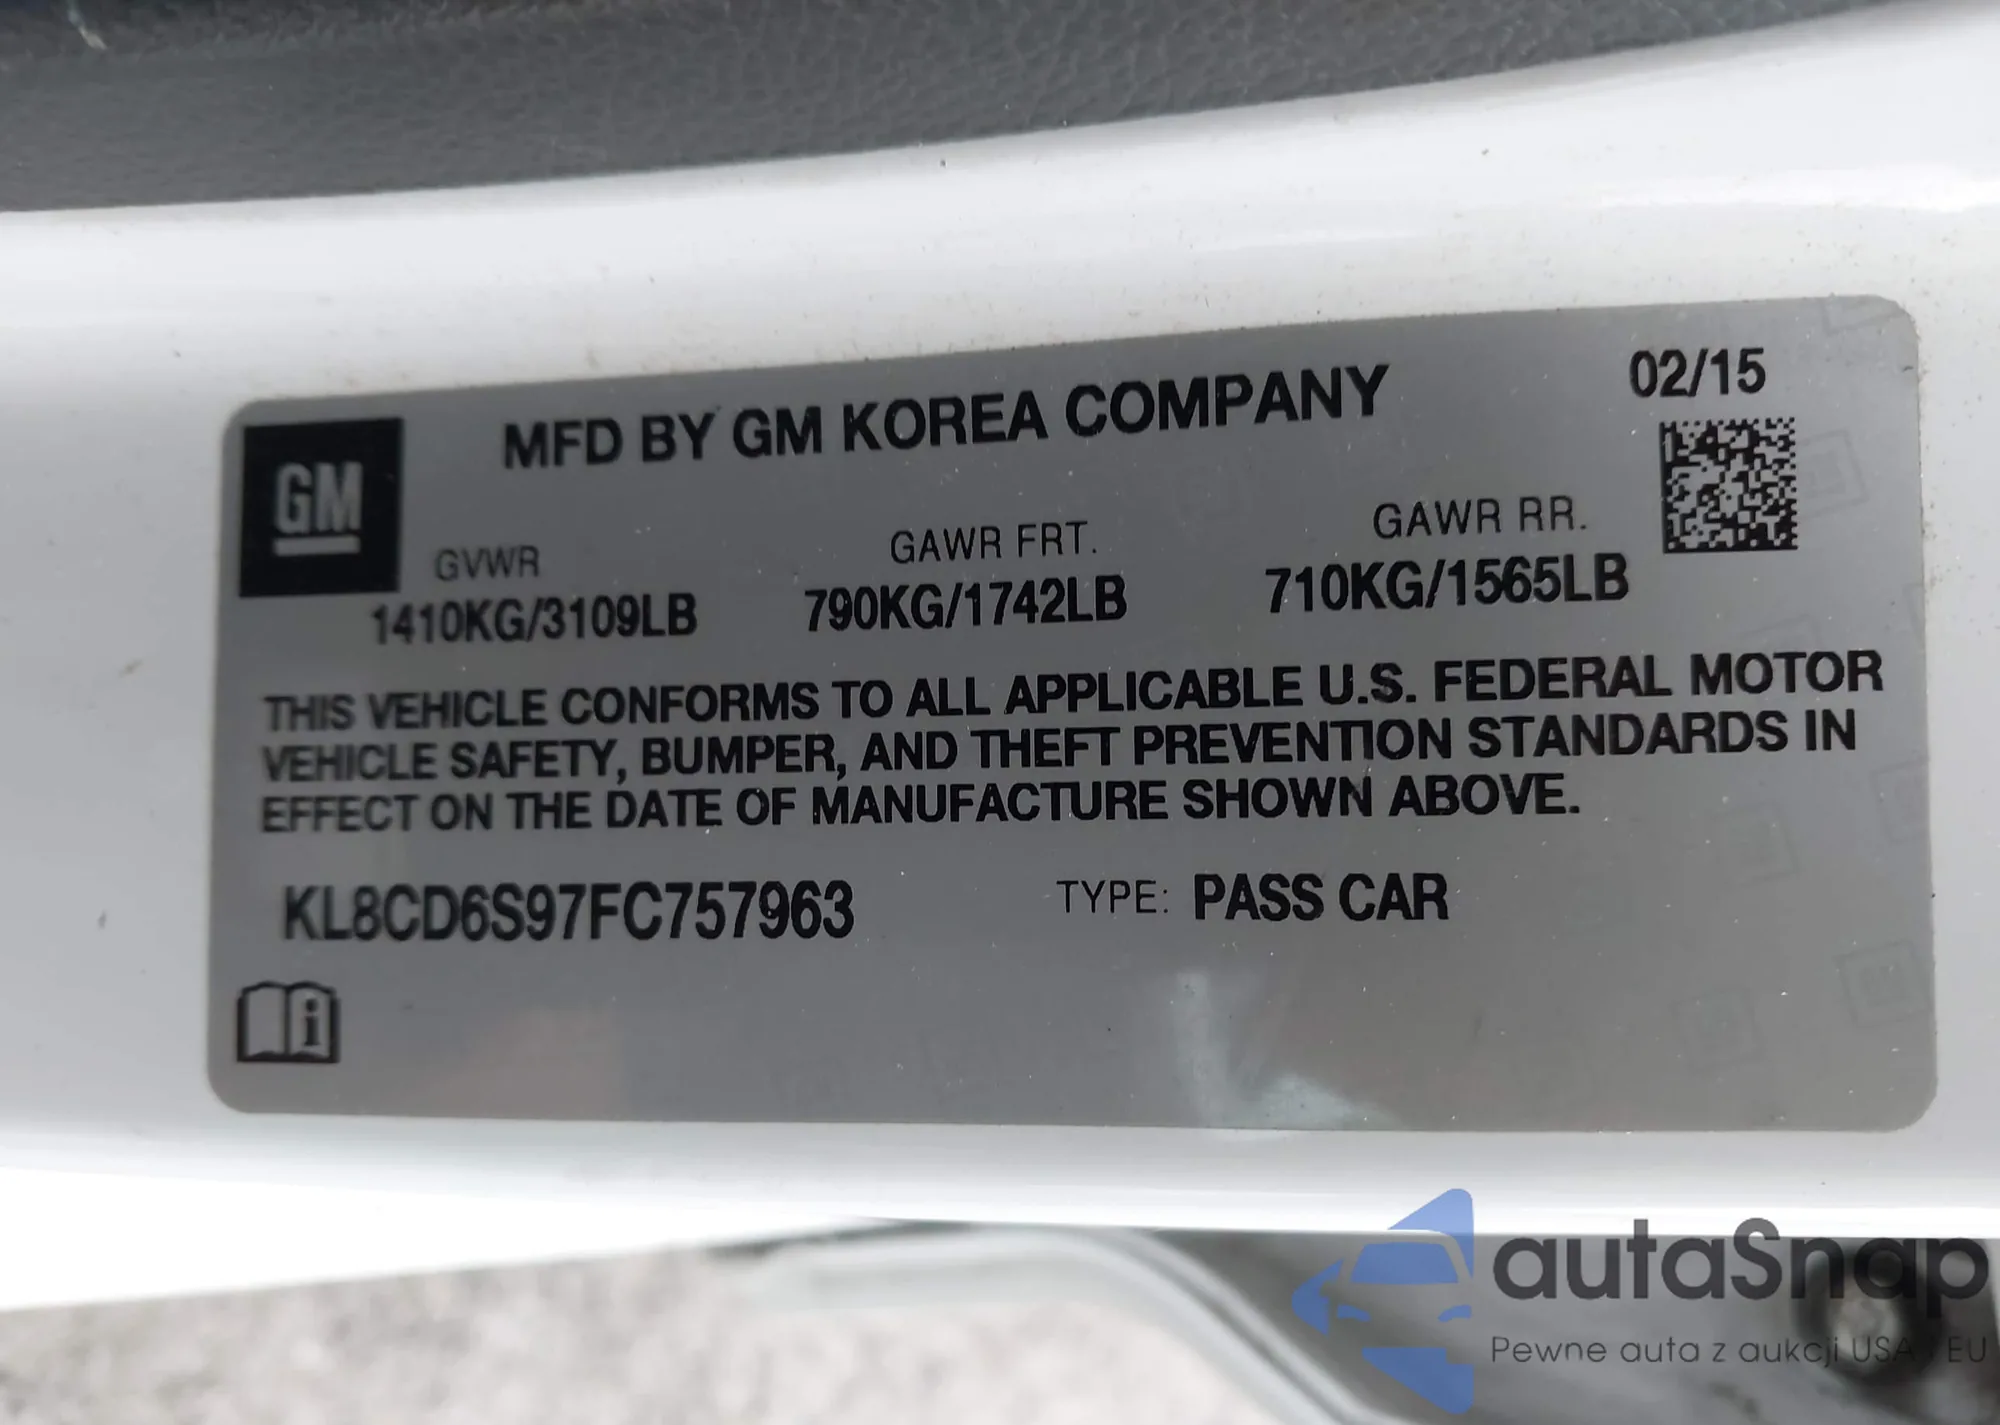 MFD BY GM KOREA COMPANY 02/15
GM
GVWR GAWR FRT. GAWR RR.
1410KG/3109LB 790KG/1742LB 710KG/1565LB
THIS VEHICLE CONFORMS TO ALL APPLICABLE U.S. FEDERAL MOTOR
VEHICLE SAFETY, BUMPER, AND THEFT PREVENTION STANDARDS IN
EFFECT ON THE DATE OF MANUFACTURE SHOWN ABOVE.
KL8CD6S97FC757963 TYPE: PASS CAR
i
autaSnap
Pewne auta z aukcji USA EU